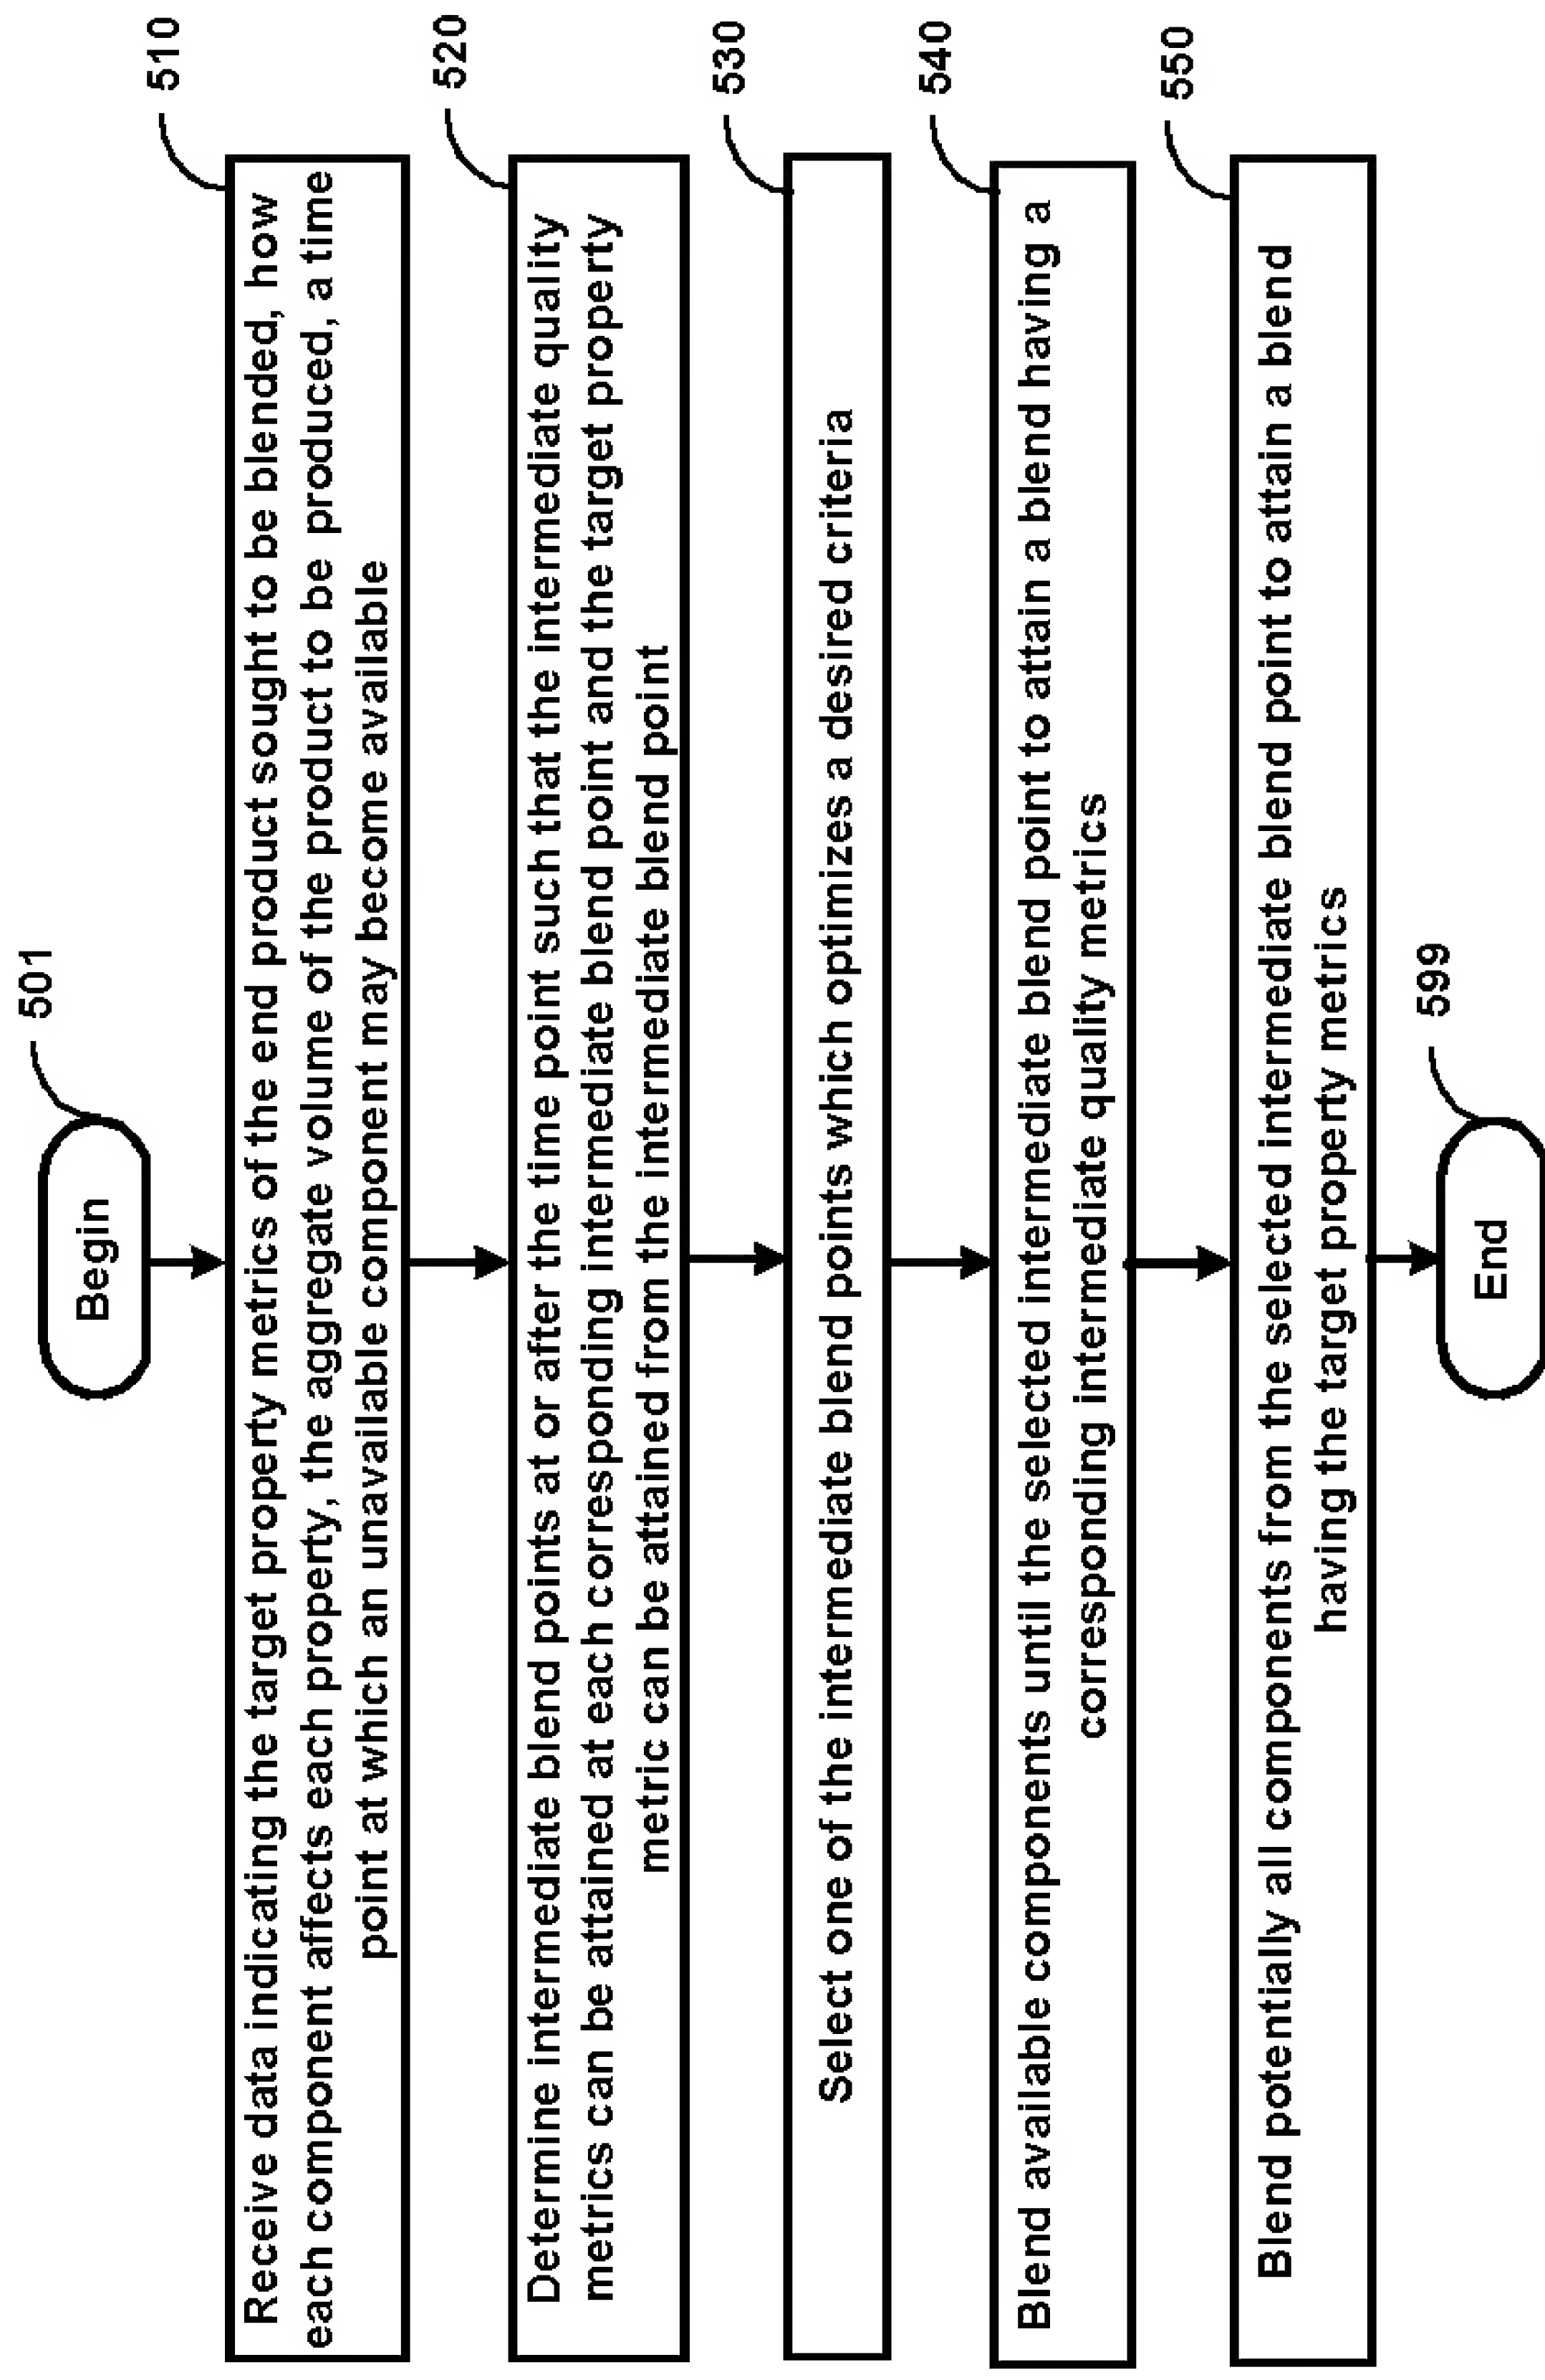 501
Begin
510
Receive data indicating the target property metrics of the end product sought to be blended, how
each component affects each property, the aggregate volume of the product to be produced, a time
point at which an unavailable component may become available
520
Determine intermediate blend points at or after the time point such that the intermediate quality
metrics can be attained at each corresponding intermediate blend point and the target property
metric can be attained from the intermediate blend point
530
Select one of the intermediate blend points which optimizes a desired criteria
540
Blend available components until the selected intermediate blend point to attain a blend having a
corresponding intermediate quality metrics
550
Blend potentially all components from the selected intermediate blend point to attain a blend
having the target property metrics
599
End